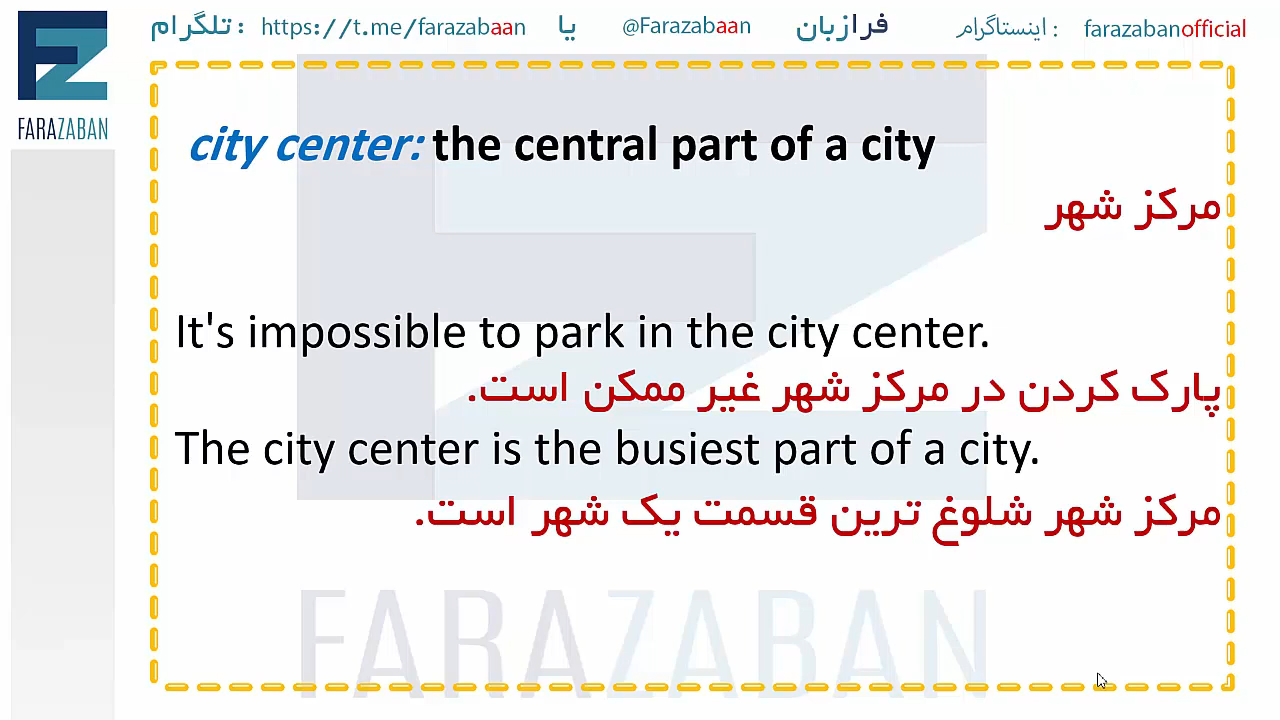 تلگرام : https://t.me/farazabaan یا @Farazabaan فرازبان اینستاگرام : farazabanofficial
FZ
FARAZABAN
city center: the central part of a city
مرکز شهر
It's impossible to park in the city center.
پارک کردن در مرکز شهر غیر ممکن است.
The city center is the busiest part of a city.
مرکز شهر شلوغ ترین قسمت یک شهر است.
FARAZABAN